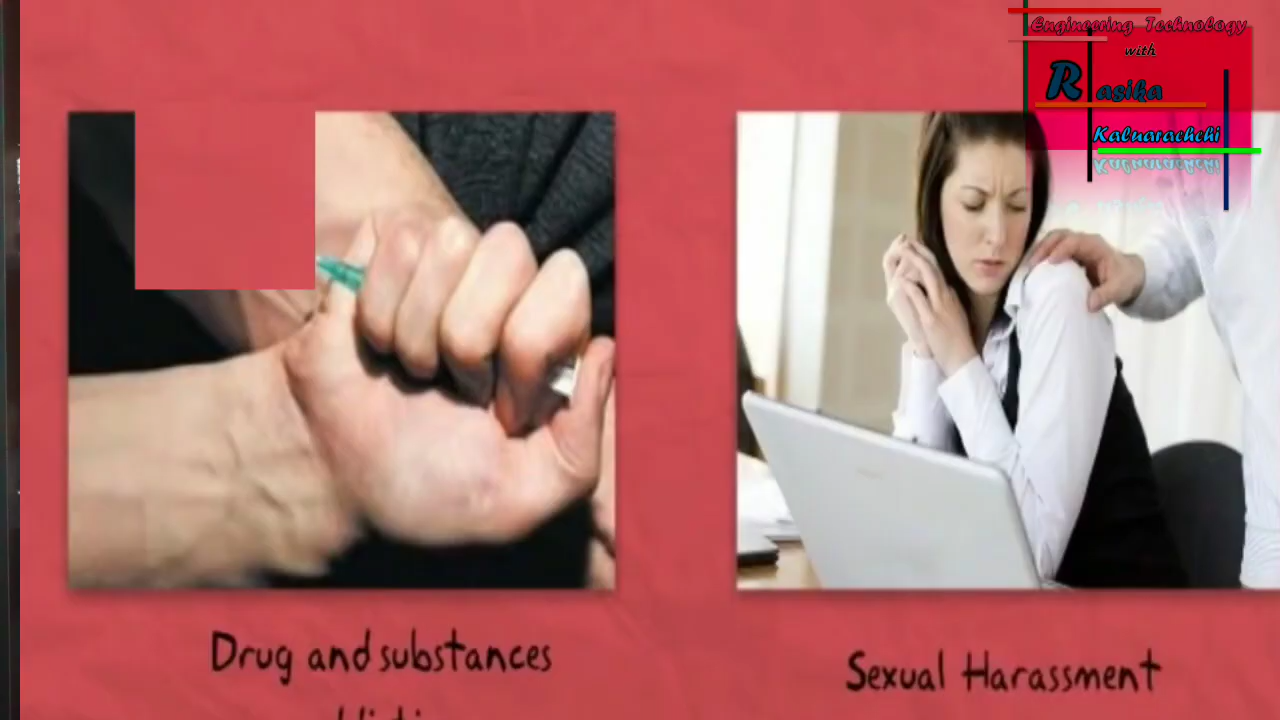 Engineering Technology
with
Rasika
Kaluarachchi
Drug and substances
Sexual Harassment